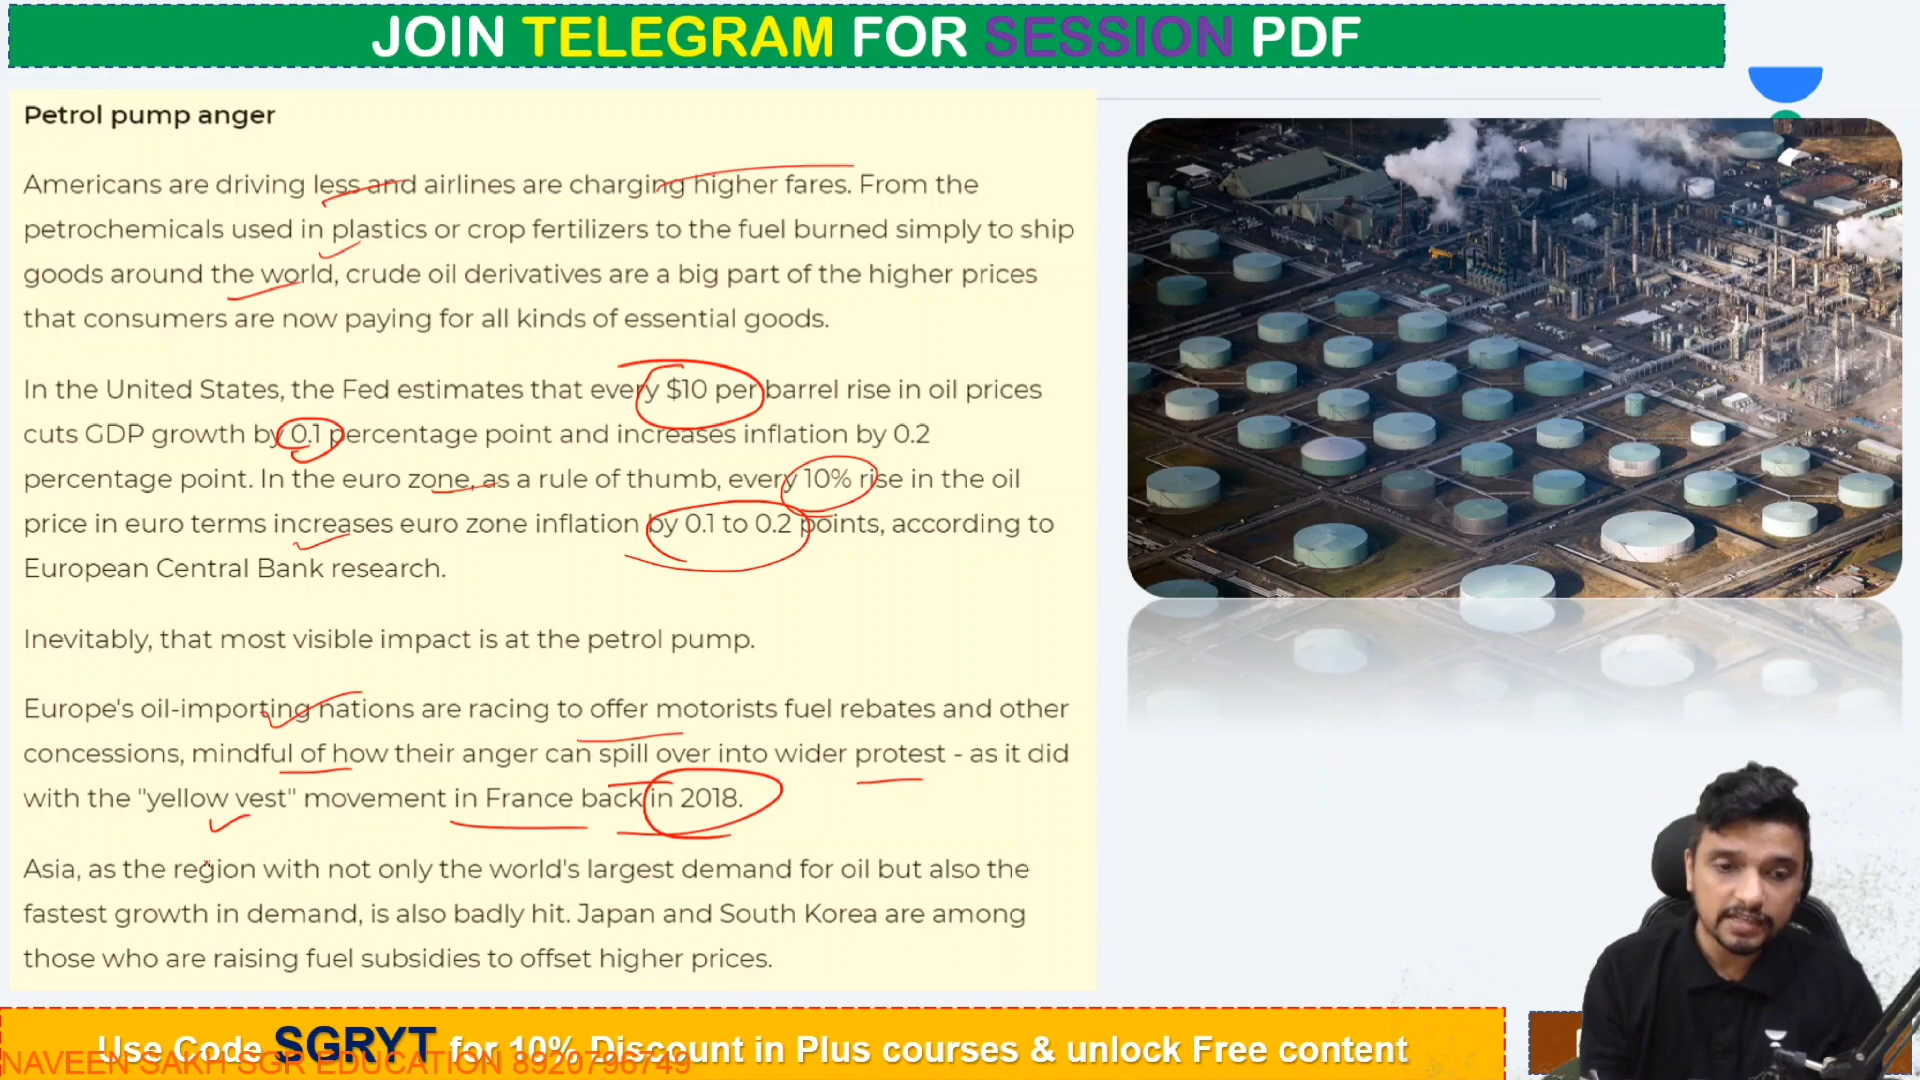 JOIN TELEGRAM FOR SESSION PDF
Petrol pump anger
Americans are driving less and airlines are charging higher fares. From the
petrochemicals used in plastics or crop fertilizers to the fuel burned simply to ship
goods around the world, crude oil derivatives are a big part of the higher prices
that consumers are now paying for all kinds of essential goods.
In the United States, the Fed estimates that every $10 per barrel rise in oil prices
cuts GDP growth by 0.1 percentage point and increases inflation by 0.2
percentage point. In the euro zone, as a rule of thumb, every 10% rise in the oil
price in euro terms increases euro zone inflation by 0.1 to 0.2 points, according to
European Central Bank research.
Inevitably, that most visible impact is at the petrol pump.
Europe's oil-importing nations are racing to offer motorists fuel rebates and other
concessions, mindful of how their anger can spill over into wider protest - as it did
with the "yellow vest" movement in France back in 2018.
Asia, as the region with not only the world's largest demand for oil but also the
fastest growth in demand, is also badly hit. Japan and South Korea are among
those who are raising fuel subsidies to offset higher prices.
Use Code SGRYT for 10% Discount in Plus courses & unlock Free content
NAVEEN SAKH SGR EDUCATION 8920796749